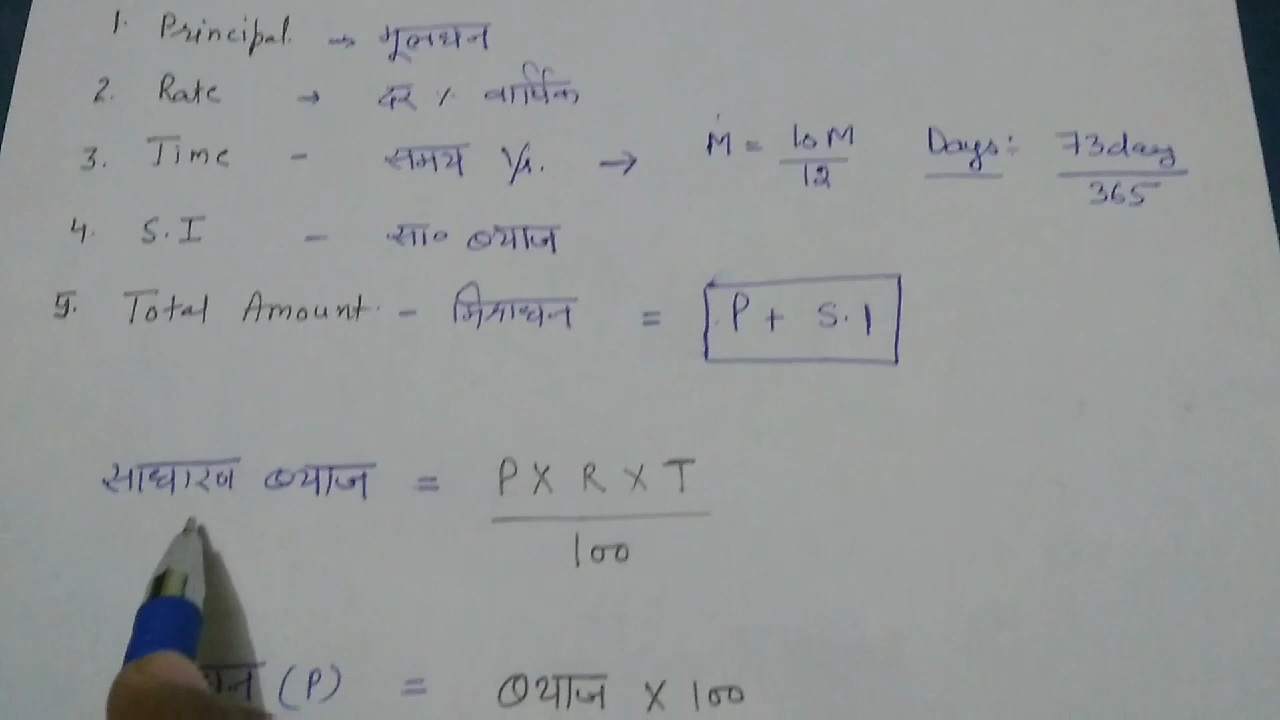 1. Principal → मूलधन
2. Rate → दर % वार्षिक
3. Time - समय Yr. → M = 10M/12 Days: 73day/365
4. S.I - सा० ब्याज
5. Total Amount - मिश्रधन = P + S.I
साधारण ब्याज = P X R X T
100
(P) = ब्याज X 100